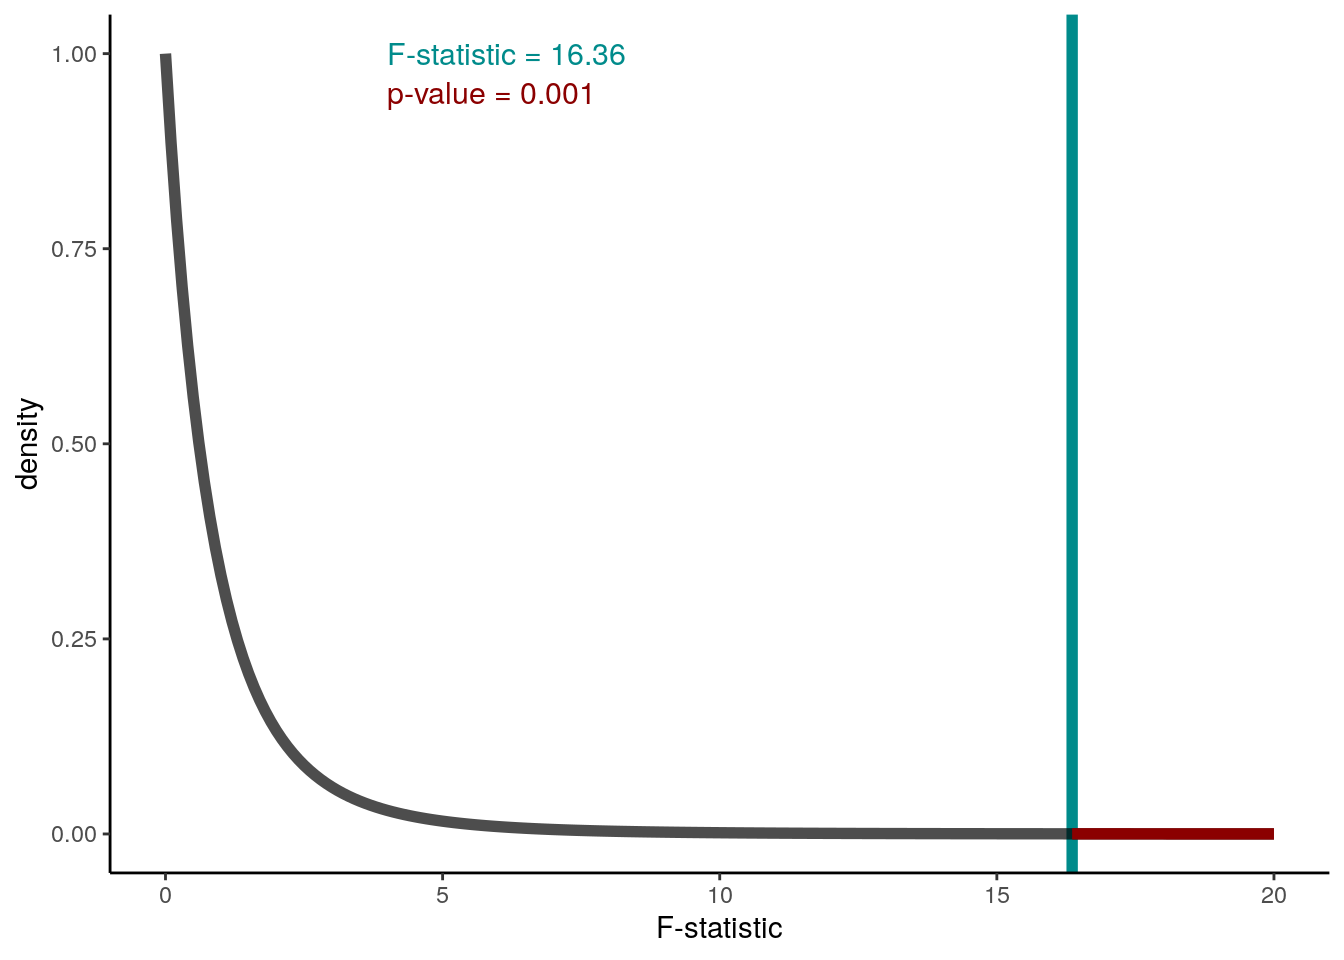 F-statistic = 16.36
p-value = 0.001
1.00
0.75
0.50
0.25
0.00
density
0 5 10 15 20
F-statistic